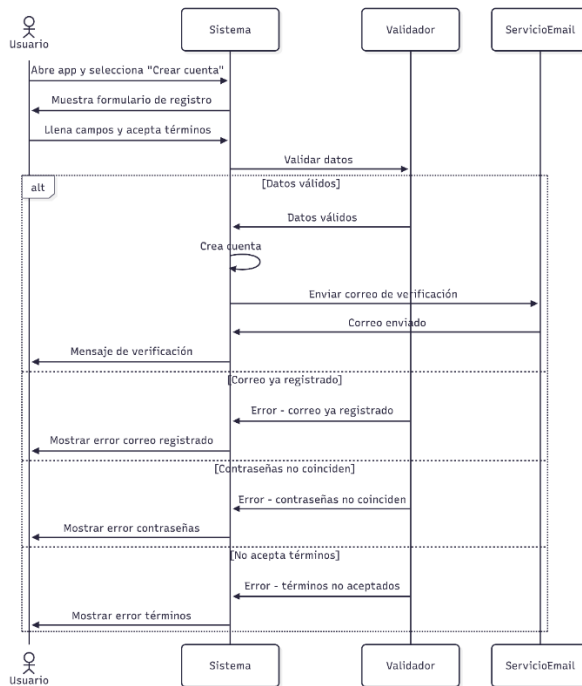 Usuario
Sistema
Validador
ServicioEmail
Abre app y selecciona "Crear cuenta"
Muestra formulario de registro
Llena campos y acepta términos
Validar datos
alt
[Datos válidos]
Datos válidos
Crea cuenta
Enviar correo de verificación
Correo enviado
Mensaje de verificación
[Correo ya registrado]
Error - correo ya registrado
Mostrar error correo registrado
[Contraseñas no coinciden]
Error - contraseñas no coinciden
Mostrar error contraseñas
[No acepta términos]
Error - términos no aceptados
Mostrar error términos
Usuario
Sistema
Validador
ServicioEmail